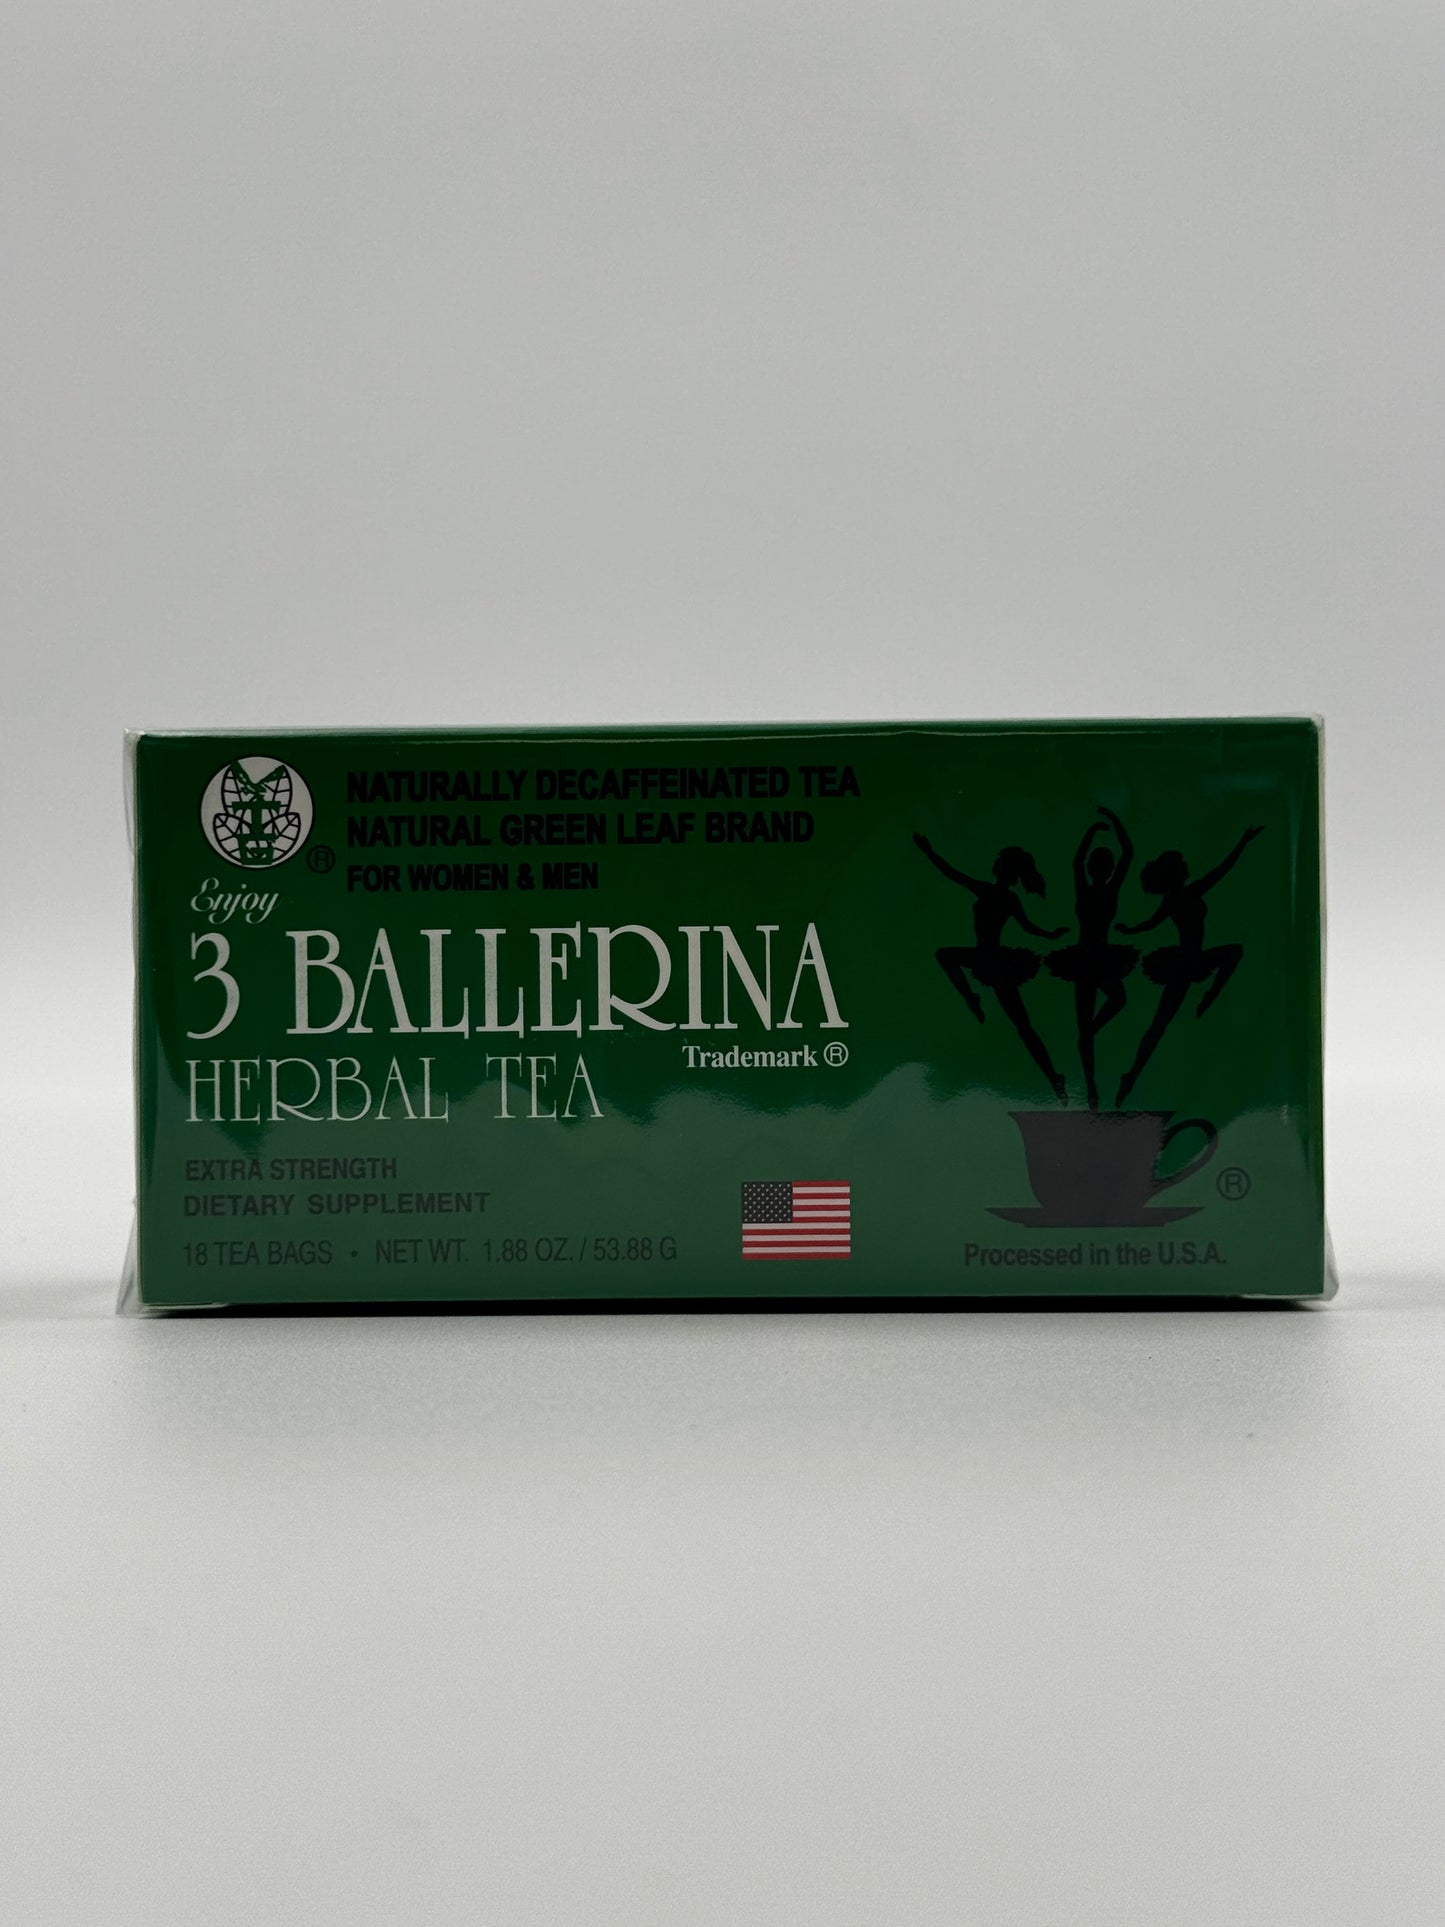 NATURALLY DECAFFEINATED TEA
NATURAL GREEN LEAF BRAND
FOR WOMEN & MEN
®
Enjoy
3 BALLERINA
Trademark ®
HERBAL TEA
EXTRA STRENGTH
DIETARY SUPPLEMENT
18 TEA BAGS • NET WT. 1.88 OZ. / 53.88 G
®
Processed in the U.S.A.